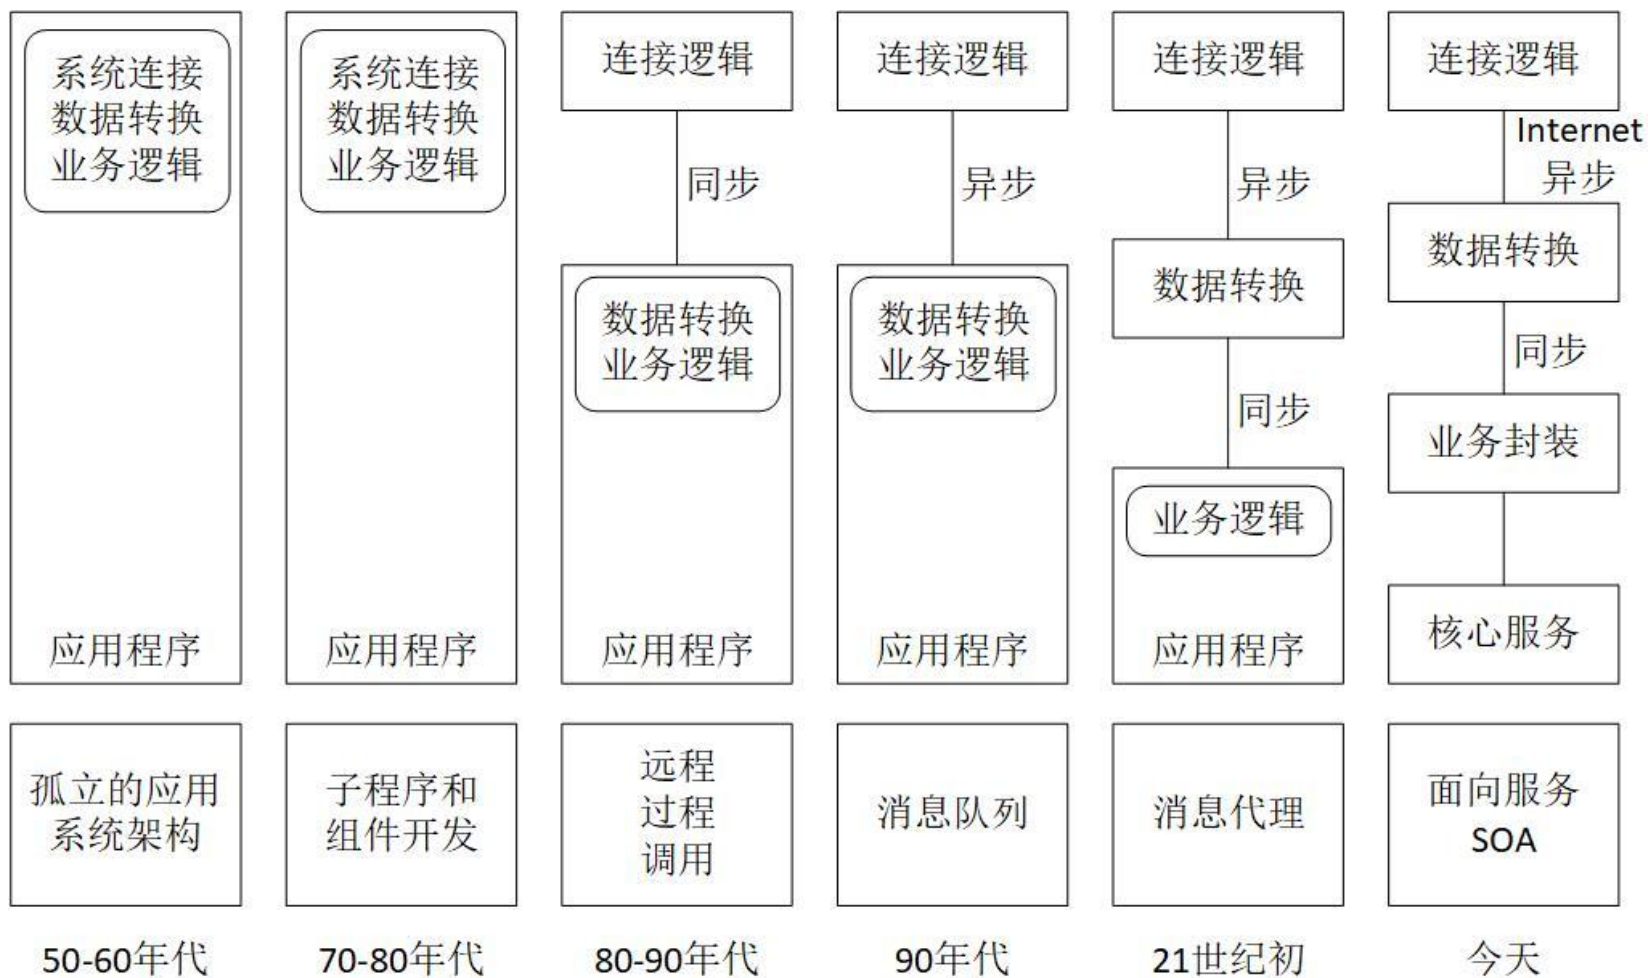 系统连接
数据转换
业务逻辑
应用程序
孤立的应用
系统架构
50-60年代
系统连接
数据转换
业务逻辑
应用程序
子程序和
组件开发
70-80年代
连接逻辑
同步
数据转换
业务逻辑
应用程序
远程
过程
调用
80-90年代
连接逻辑
异步
数据转换
业务逻辑
应用程序
消息队列
90年代
连接逻辑
异步
数据转换
同步
业务逻辑
应用程序
消息代理
21世纪初
连接逻辑
Internet
异步
数据转换
同步
业务封装
核心服务
面向服务
SOA
今天